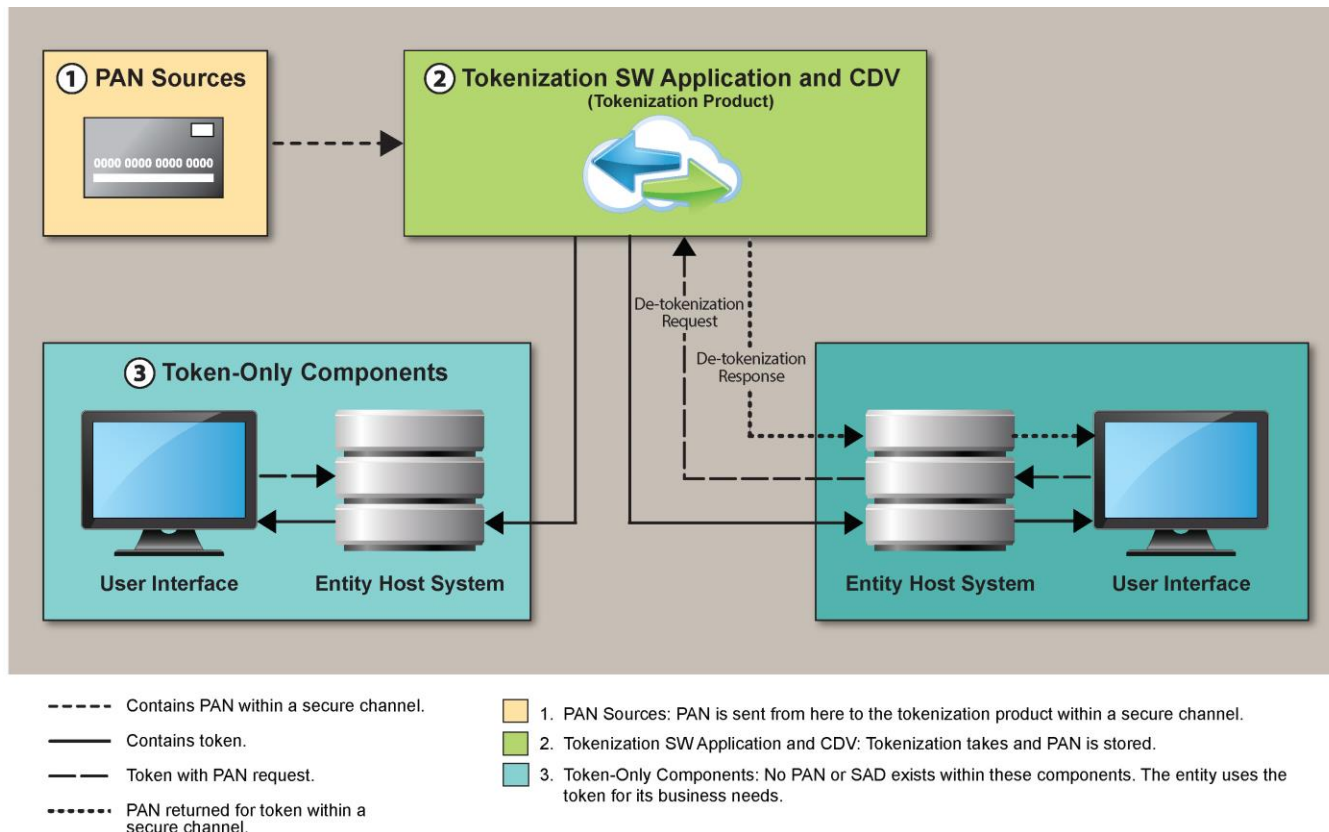 1 PAN Sources
0000 0000 0000 0000
2 Tokenization SW Application and CDV
(Tokenization Product)
De-tokenization
Request
De-tokenization
Response
3 Token-Only Components
User Interface
Entity Host System
Entity Host System
User Interface
Contains PAN within a secure channel.
Contains token.
Token with PAN request.
PAN returned for token within a
secure channel.
1. PAN Sources: PAN is sent from here to the tokenization product within a secure channel.
2. Tokenization SW Application and CDV: Tokenization takes and PAN is stored.
3. Token-Only Components: No PAN or SAD exists within these components. The entity uses the
token for its business needs.